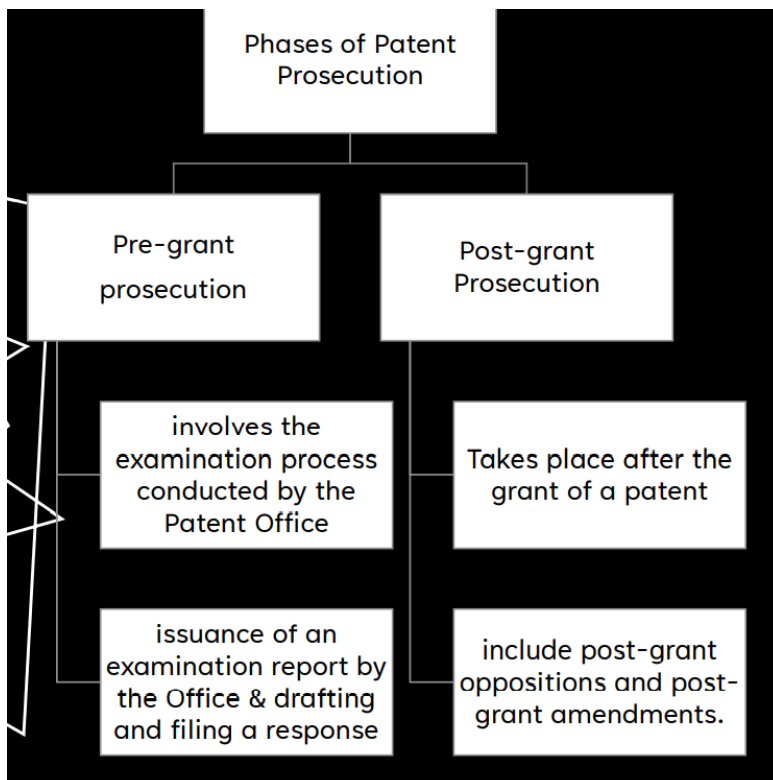 Phases of Patent
Prosecution
Pre-grant
prosecution
Post-grant
Prosecution
involves the
examination process
conducted by the
Patent Office
Takes place after the
grant of a patent
issuance of an
examination report by
the Office & drafting
and filing a response
include post-grant
oppositions and post-
grant amendments.